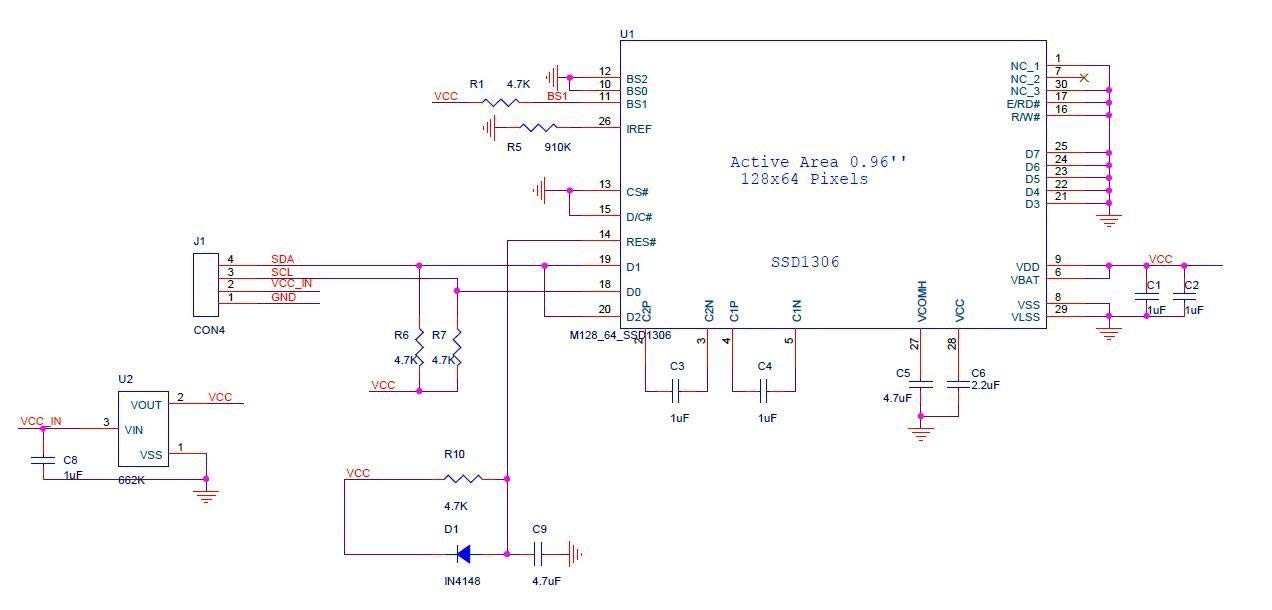 U1
12
BS2
10
BS0
R1 4.7K
VCC
BS1
11
BS1
26
IREF
R5 910K
13
CS#
15
D/C#
14
RES#
19
D1
18
D0
20
D2
M128_64_SSD1306
Active Area 0.96''
128x64 Pixels
SSD1306
NC_1
1
NC_2
7
NC_3
30
E/RD#
17
R/W#
16
D7
25
D6
24
D5
23
D4
22
D3
21
VDD
9
VCC
VBAT
6
VSS
8
VLSS
29
C1
1uF
C2
1uF
C2P
2
C2N
3
C1P
4
C1N
5
VCOMH
27
VCC
28
C3
1uF
C4
1uF
C5
4.7uF
C6
2.2uF
J1
4 SDA
3 SCL
2 VCC_IN
1 GND
CON4
R6
4.7K
R7
4.7K
VCC
U2
VOUT
2
VCC
VCC_IN
3
VIN
VSS
1
C8
1uF
662K
R10
VCC
4.7K
D1
IN4148
C9
4.7uF